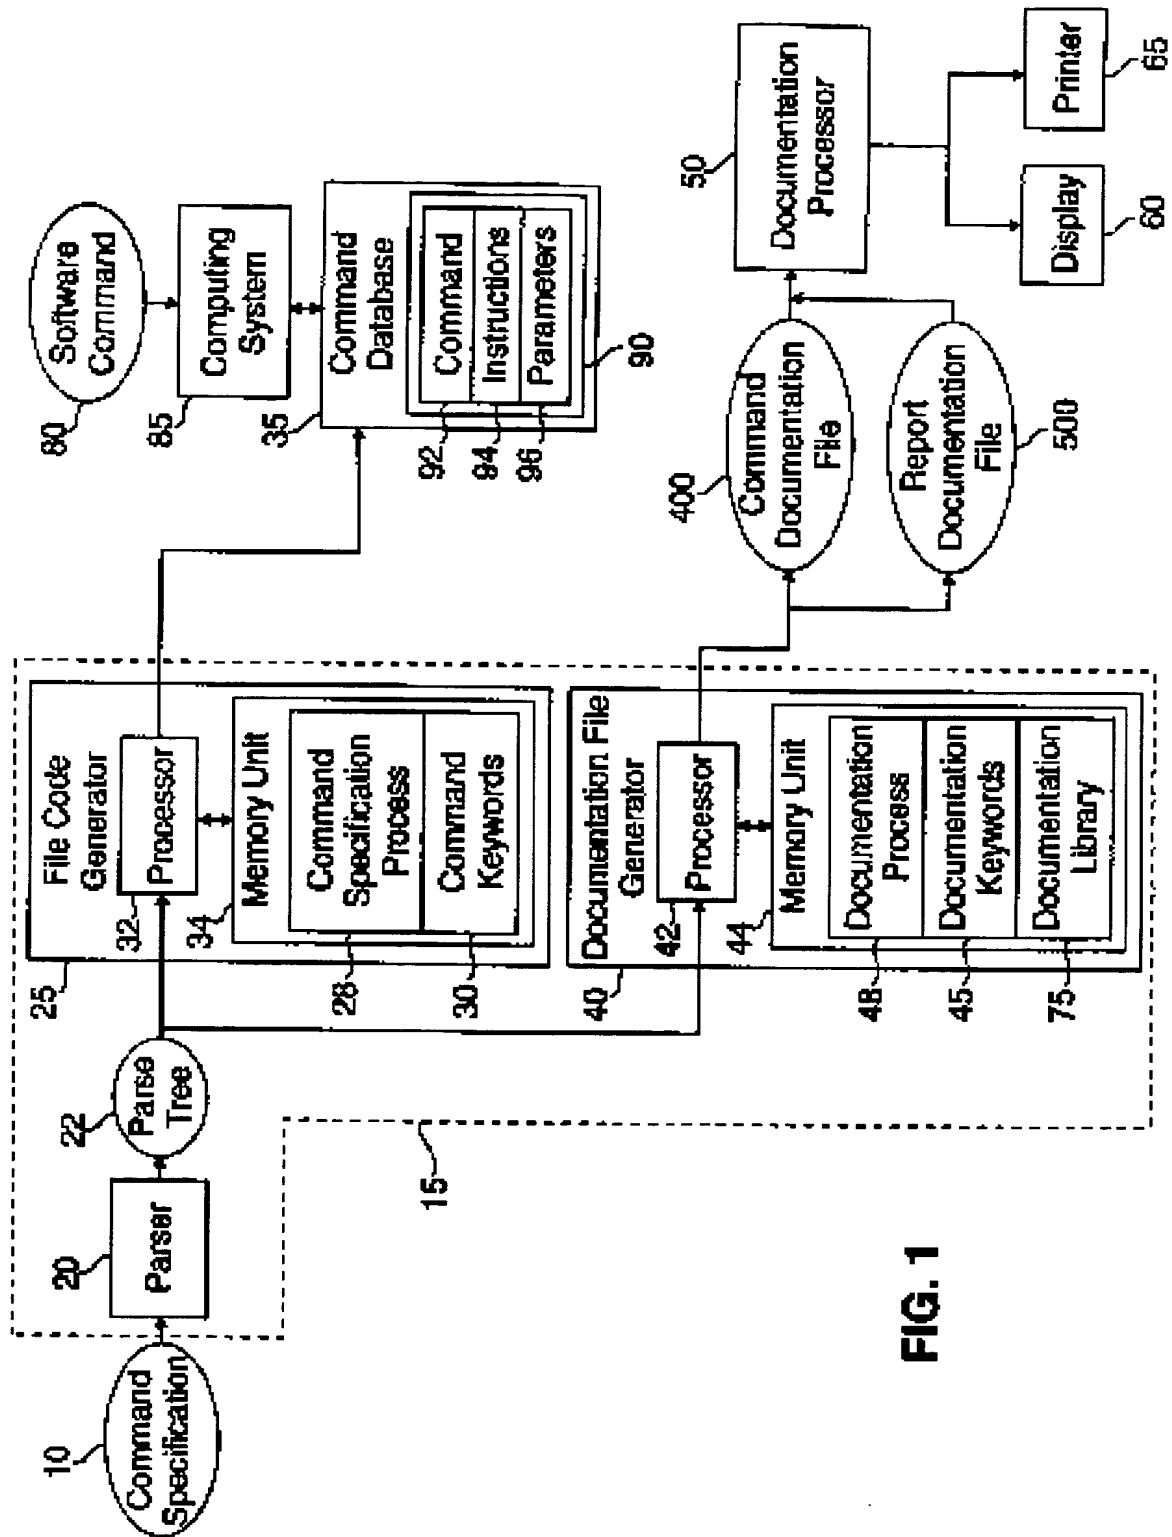 10
Command
Specification
20
Parser
22
Parse
Tree
15
25
File Code
Generator
32
Processor
34
Memory Unit
Command
Specification
Process
28
Command
Keywords
30
40
Documentation File
Generator
42
Processor
44
Memory Unit
Documentation
Process
48
Documentation
Keywords
45
Documentation
Library
75
80
Software
Command
85
Computing
System
35
Command
Database
92
Command
94
Instructions
96
Parameters
90
400
Command
Documentation
File
Report
Documentation
File
500
50
Documentation
Processor
Display
60
Printer
65
FIG. 1